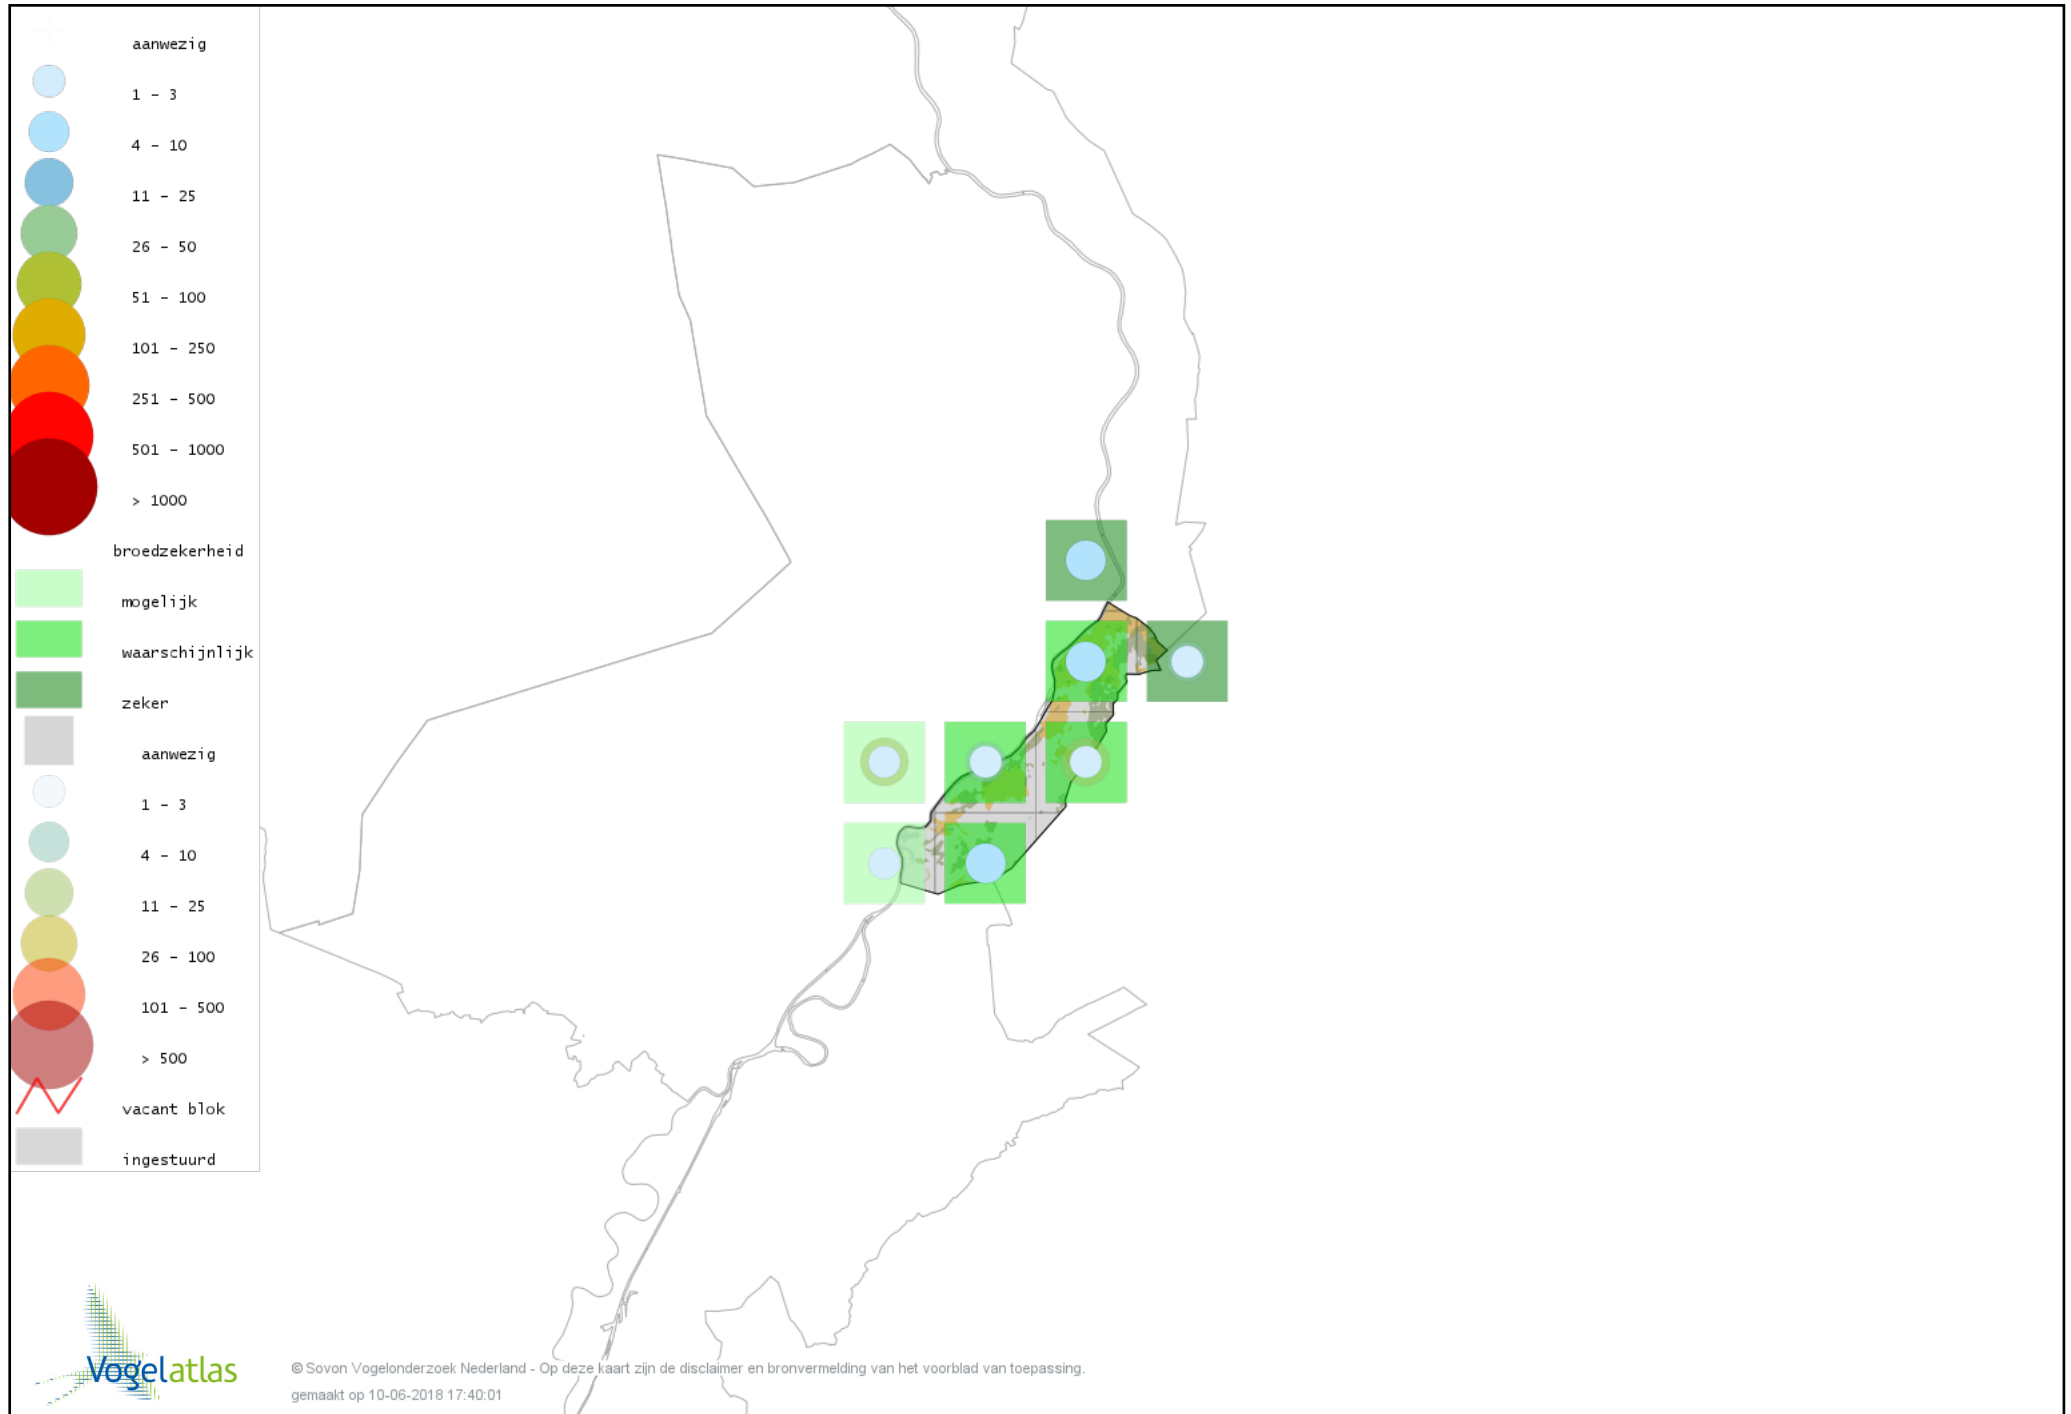 aanwezig
1 - 3
4 - 10
11 - 25
26 - 50
51 - 100
101 - 250
251 - 500
501 - 1000
> 1000
broedzekerheid
mogelijk
waarschijnlijk
zeker
aanwezig
1 - 3
4 - 10
11 - 25
26 - 100
101 - 500
> 500
vacant blok
ingestuurd
Vogelatlas
© Sovon Vogelonderzoek Nederland - Op deze kaart zijn de disclaimer en bronvermelding van het voorblad van toepassing.
gemaakt op 10-06-2018 17:40:01